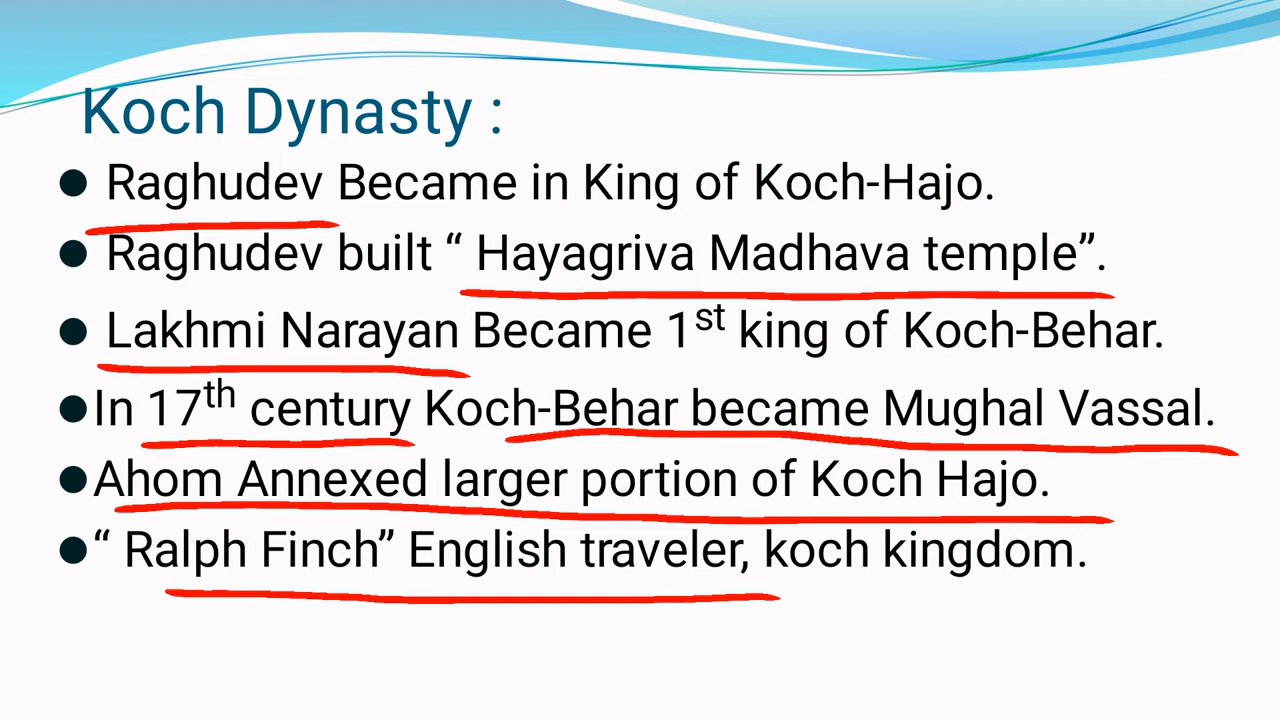 Koch Dynasty :
● Raghudev Became in King of Koch-Hajo.
● Raghudev built “ Hayagriva Madhava temple”.
● Lakhmi Narayan Became 1st king of Koch-Behar.
●In 17th century Koch-Behar became Mughal Vassal.
●Ahom Annexed larger portion of Koch Hajo.
●“ Ralph Finch” English traveler, koch kingdom.